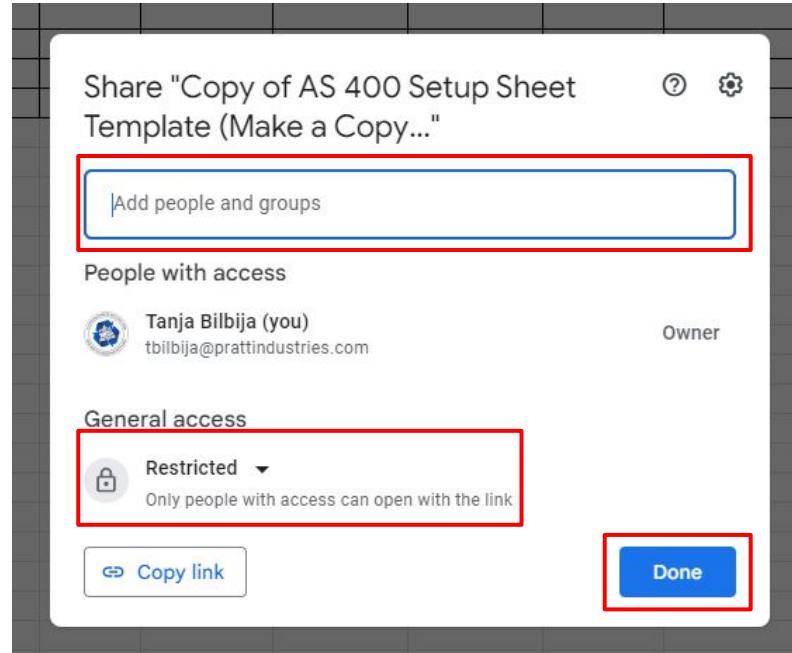 Share "Copy of AS 400 Setup Sheet
Template (Make a Copy..."
Add people and groups
People with access
Tanja Bilbija (you)
tbilbija@prattindustries.com
Owner
General access
Restricted
Only people with access can open with the link
Copy link
Done